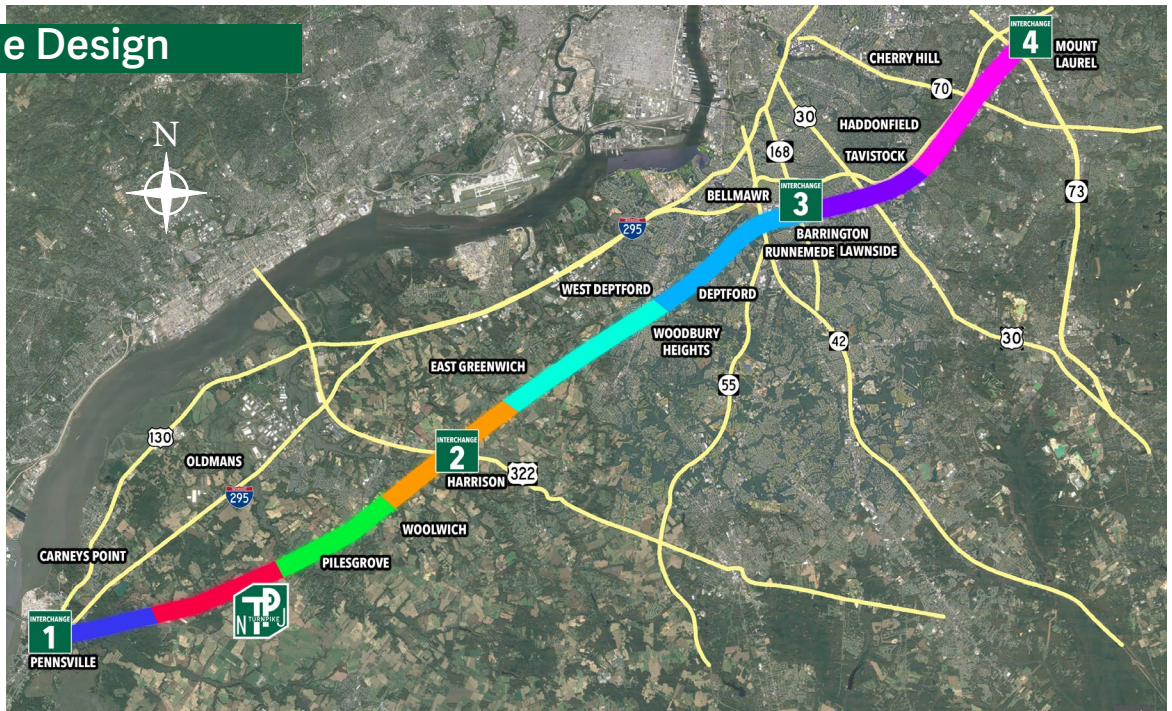 e Design
N
INTERCHANGE
4
MOUNT
LAUREL
CHERRY HILL
70
30
HADDONFIELD
168
TAVISTOCK
73
BELLMAWR
INTERCHANGE
3
295
BARRINGTON
RUNNEMEDE
LAWNSIDE
WEST DEPTFORD
DEPTFORD
WOODBURY
HEIGHTS
42
30
EAST GREENWICH
55
130
INTERCHANGE
2
OLDMANS
HARRISON
322
295
WOOLWICH
CARNEYS POINT
PILESGROVE
N TP J
TURNPIKE
INTERCHANGE
1
PENNSVILLE